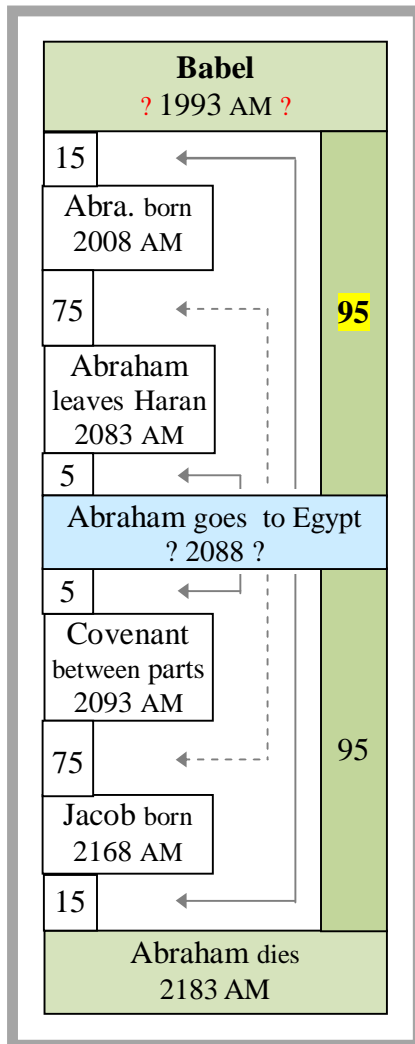 Babel
? 1993 AM ?
15
Abra. born
2008 AM
75
95
Abraham
leaves Haran
2083 AM
5
Abraham goes to Egypt
? 2088 ?
5
Covenant
between parts
2093 AM
75
95
Jacob born
2168 AM
15
Abraham dies
2183 AM